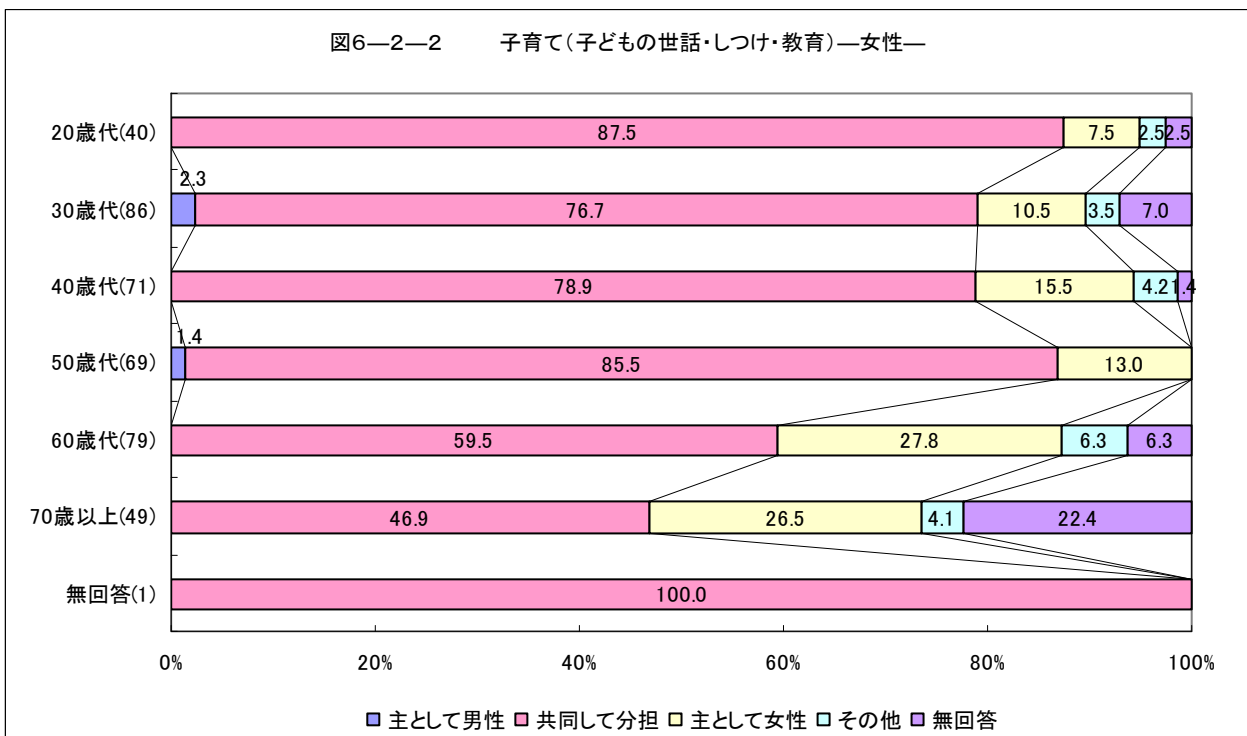 図6―2―2 子育て(子どもの世話・しつけ・教育)―女性―
20歳代(40) 87.5 7.5 2.5 2.5
2.3
30歳代(86) 76.7 10.5 3.5 7.0
40歳代(71) 78.9 15.5 4.2 1.4
1.4
50歳代(69) 85.5 13.0
60歳代(79) 59.5 27.8 6.3 6.3
70歳以上(49) 46.9 26.5 4.1 22.4
無回答(1) 100.0
0% 20% 40% 60% 80% 100%
主として男性 共同して分担 主として女性 その他 無回答